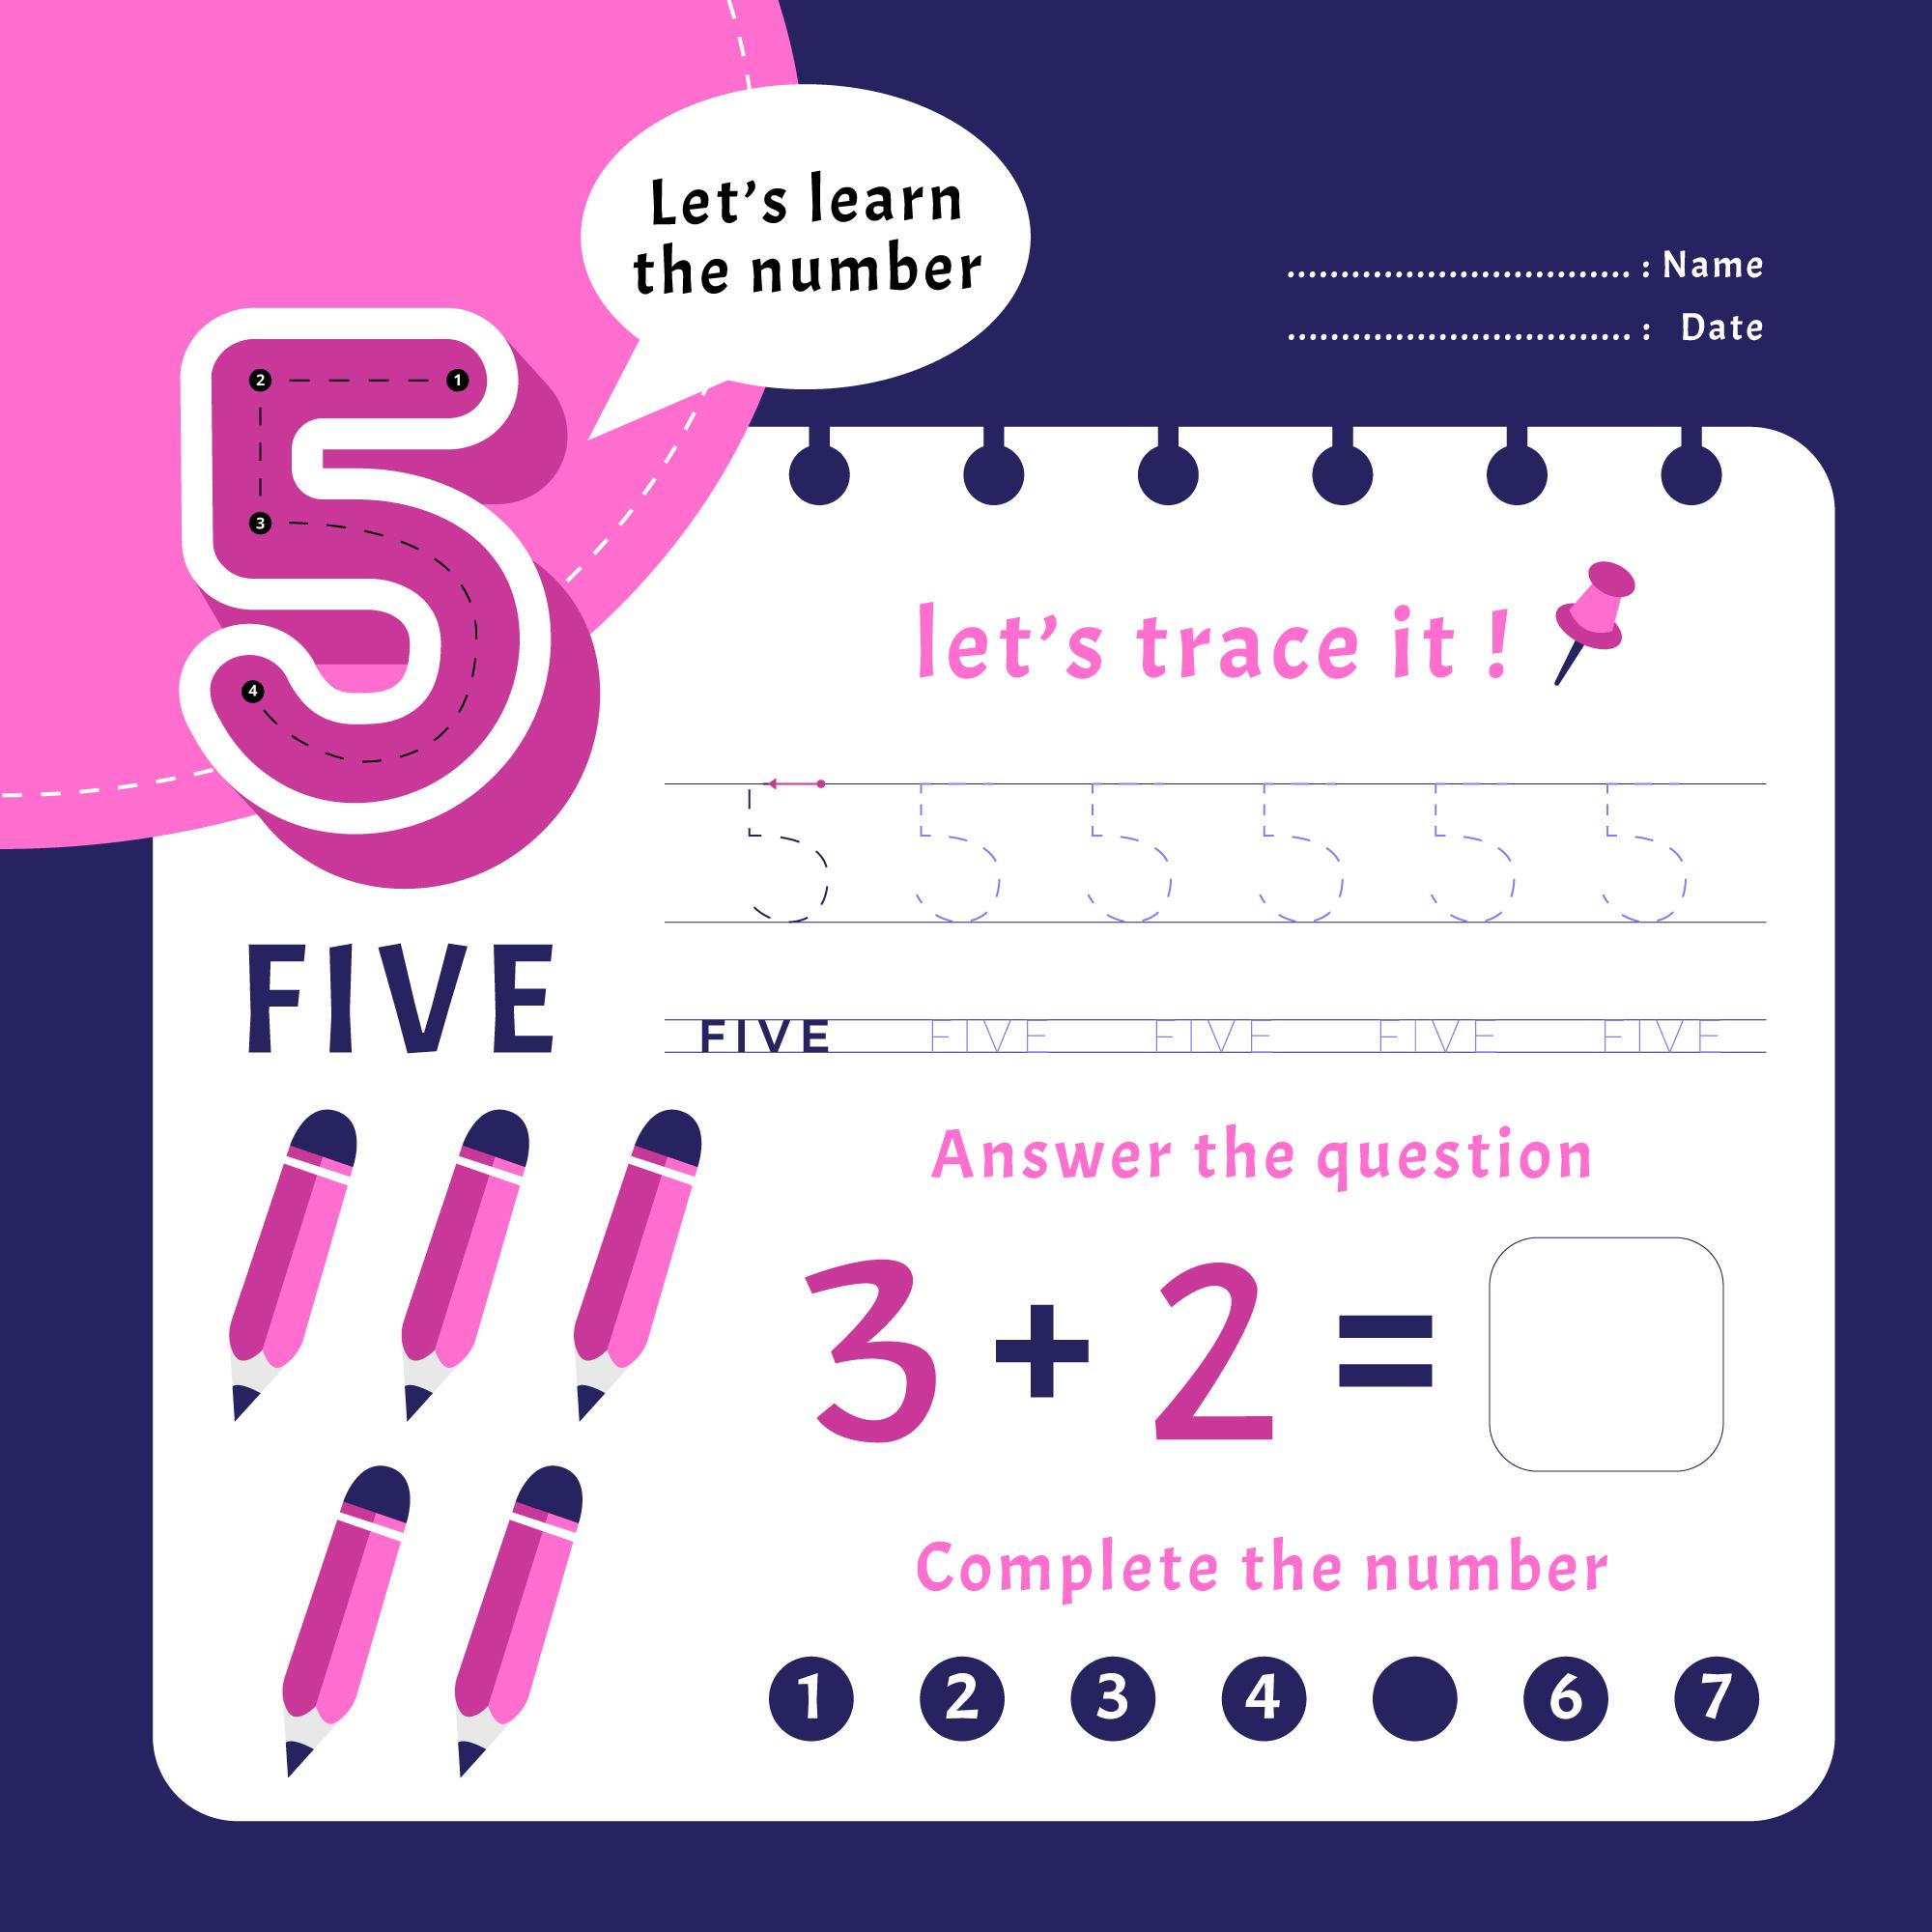 Let's learn
the number
.................................. : Name
.................................. : Date
2 1
3
4
let's trace it !
5 5 5 5 5 5
FIVE
FIVE FIVE FIVE FIVE FIVE
Answer the question
3 + 2 =
Complete the number
1 2 3 4 6 7